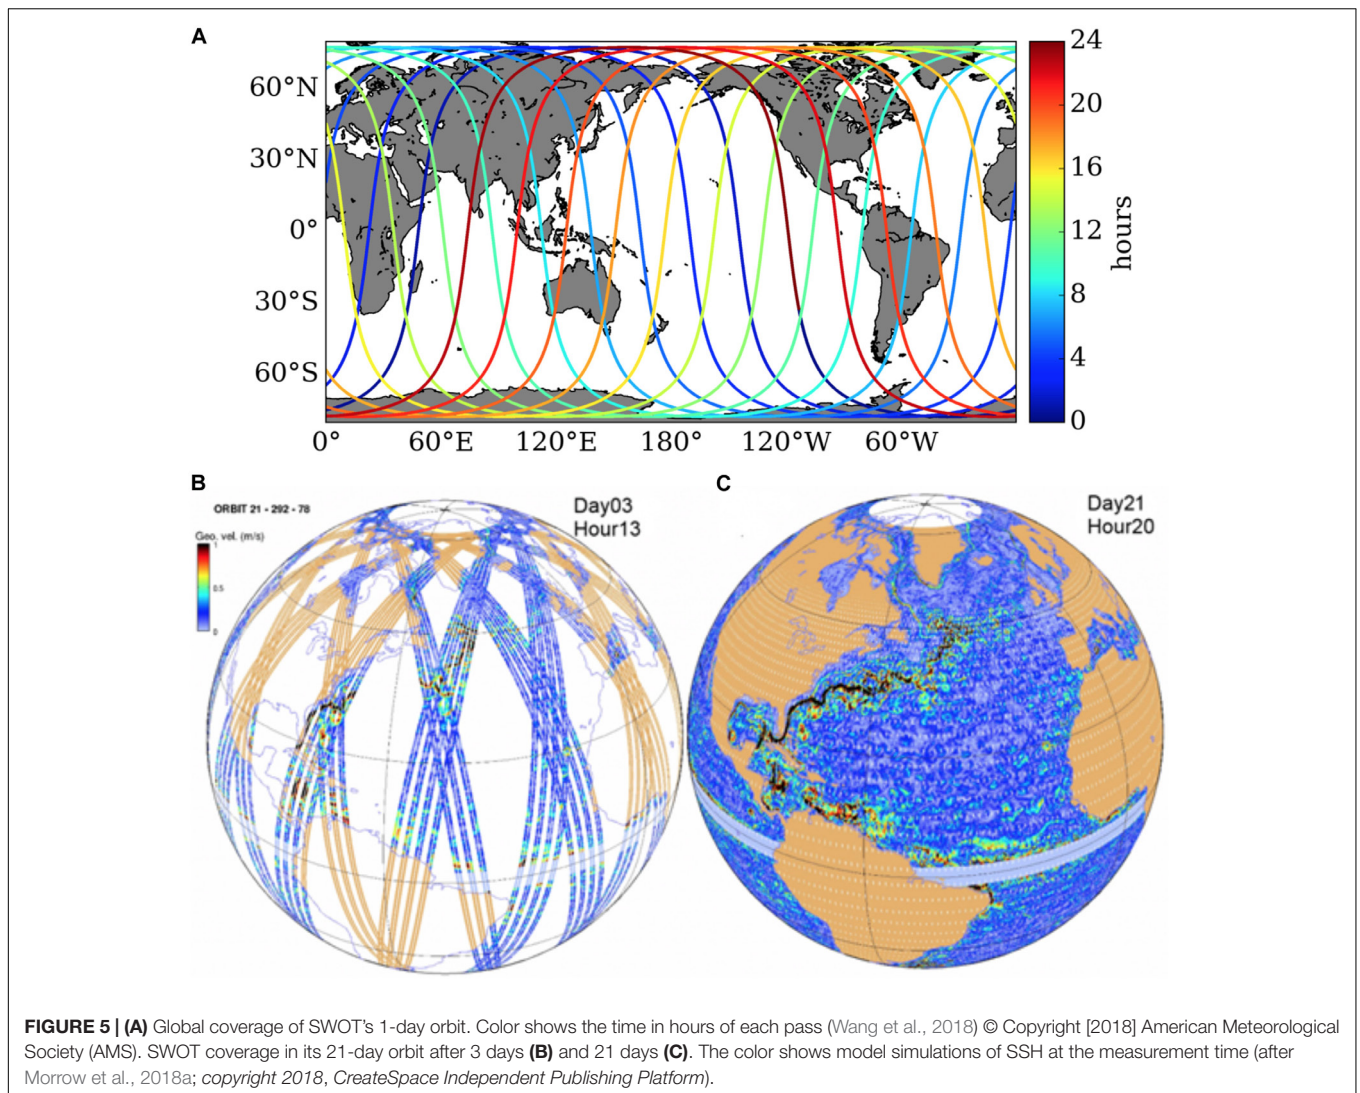 A
60°N
30°N
0°
30°S
60°S
0°
60°E
120°E
180°
120°W
60°W
24
20
16
12
8
4
0
hours
B
ORBIT 21 - 292 - 78
Geo. vel. (m/s)
1
0.5
0
Day03
Hour13
C
Day21
Hour20
FIGURE 5 | (A) Global coverage of SWOT's 1-day orbit. Color shows the time in hours of each pass (Wang et al., 2018) © Copyright [2018] American Meteorological
Society (AMS). SWOT coverage in its 21-day orbit after 3 days (B) and 21 days (C). The color shows model simulations of SSH at the measurement time (after
Morrow et al., 2018a; copyright 2018, CreateSpace Independent Publishing Platform).